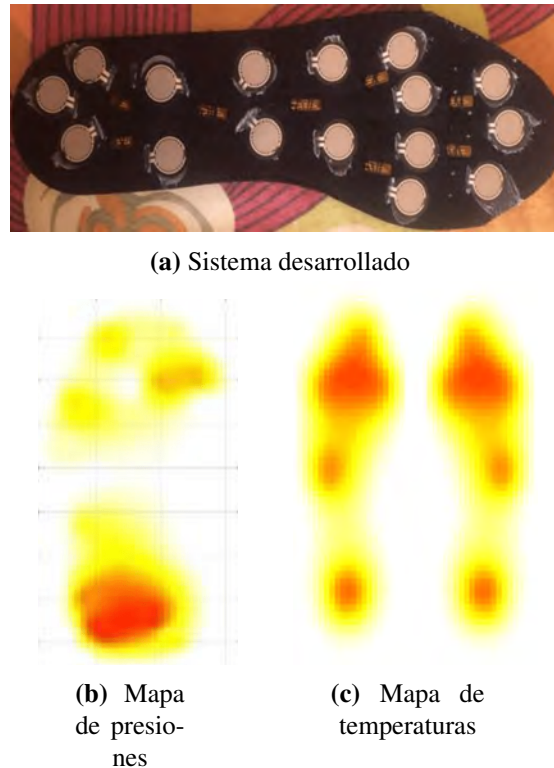 (a) Sistema desarrollado
(b) Mapa
de presio-
nes
(c) Mapa de
temperaturas